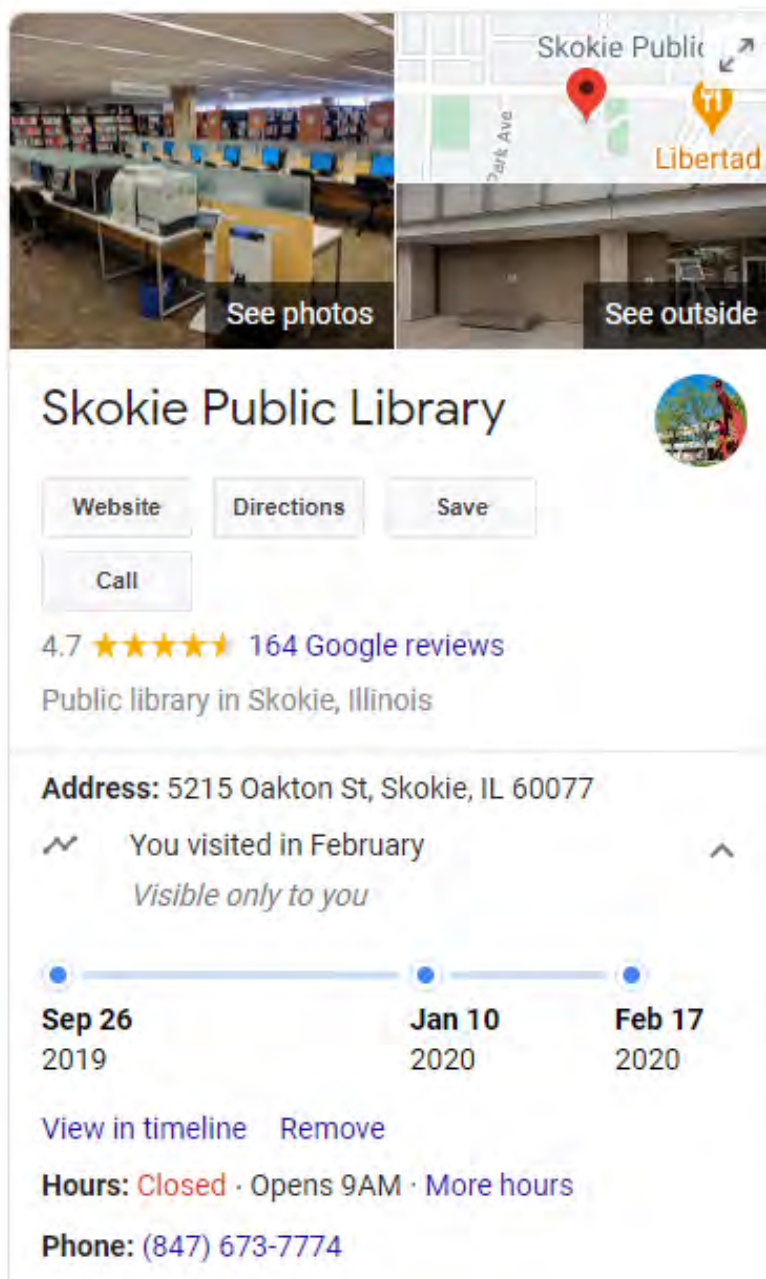 Skokie Public
Park Ave
Libertad
See photos
See outside
Skokie Public Library
Website Directions Save
Call
4.7 164 Google reviews
Public library in Skokie, Illinois
Address: 5215 Oakton St, Skokie, IL 60077
You visited in February
Visible only to you
Sep 26 Jan 10 Feb 17
2019 2020 2020
View in timeline Remove
Hours: Closed · Opens 9AM · More hours
Phone: (847) 673-7774